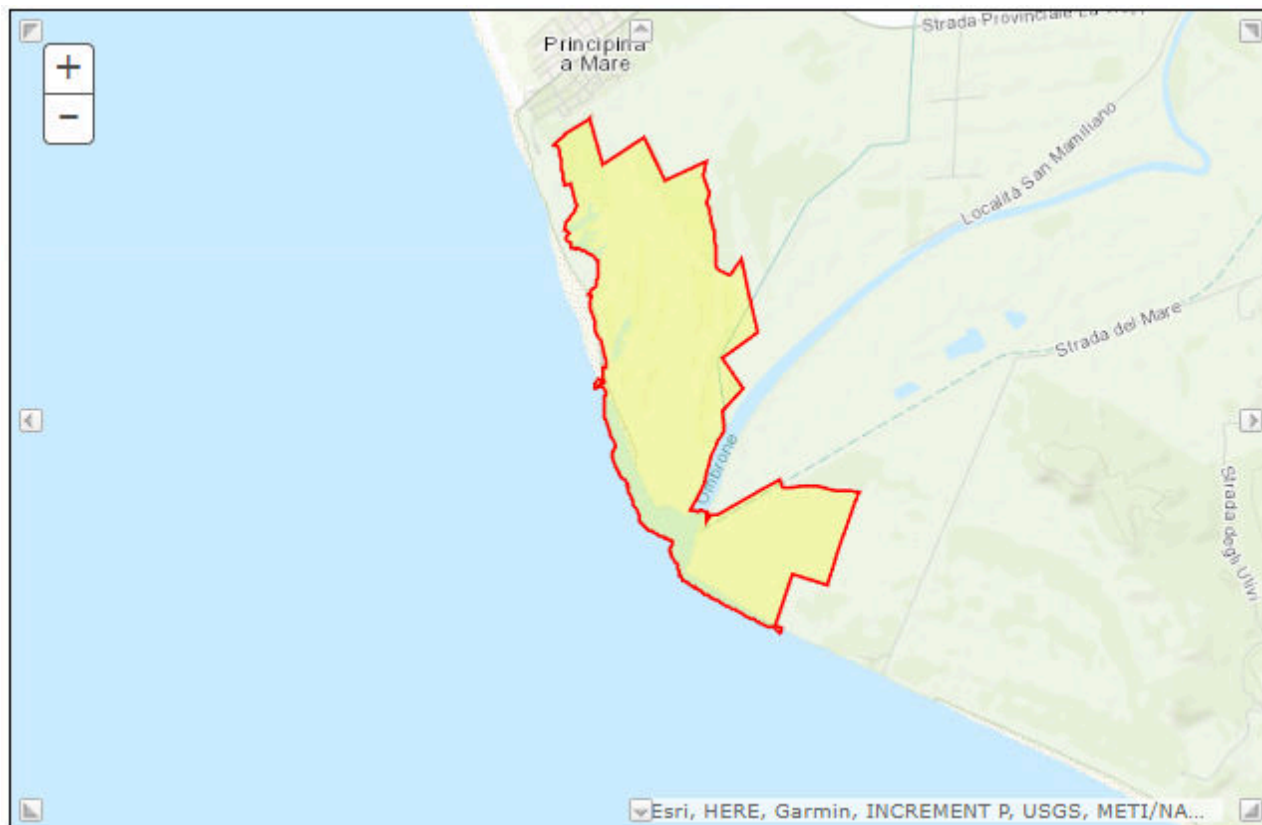 Strada Provinciale La
Principina
a Mare
+
−
Località San Mamiliano
Strada del Mare
Ombrone
Strada degli Ulivi
Esri, HERE, Garmin, INCREMENT P, USGS, METI/NA...